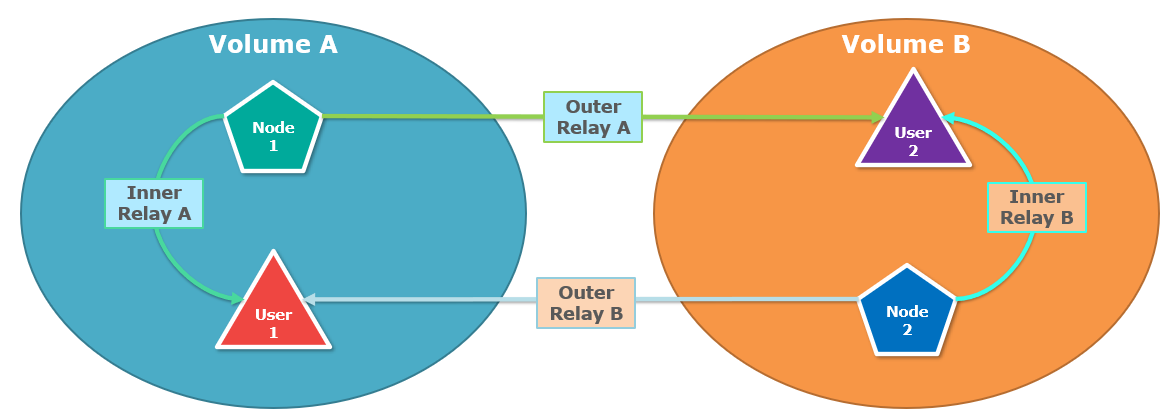 Volume A
Volume B
Node
1
Outer
Relay A
User
2
Inner
Relay A
Inner
Relay B
User
1
Outer
Relay B
Node
2